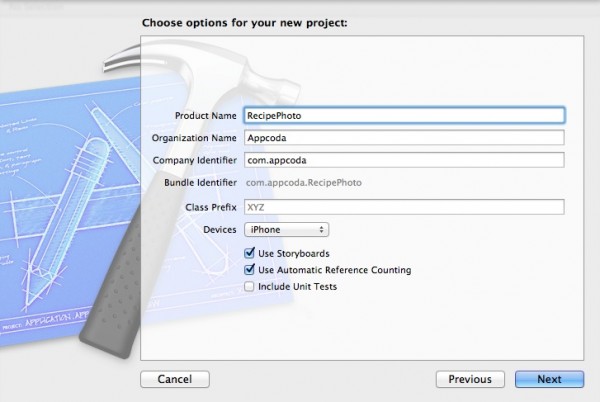 Choose options for your new project:
Product Name RecipePhoto
Organization Name Appcoda
Company Identifier com.appcoda
Bundle Identifier com.appcoda.RecipePhoto
Class Prefix XYZ
Devices iPhone
Use Storyboards
Use Automatic Reference Counting
Include Unit Tests
PROJECT: APPLICATION.APP
Cancel Previous Next